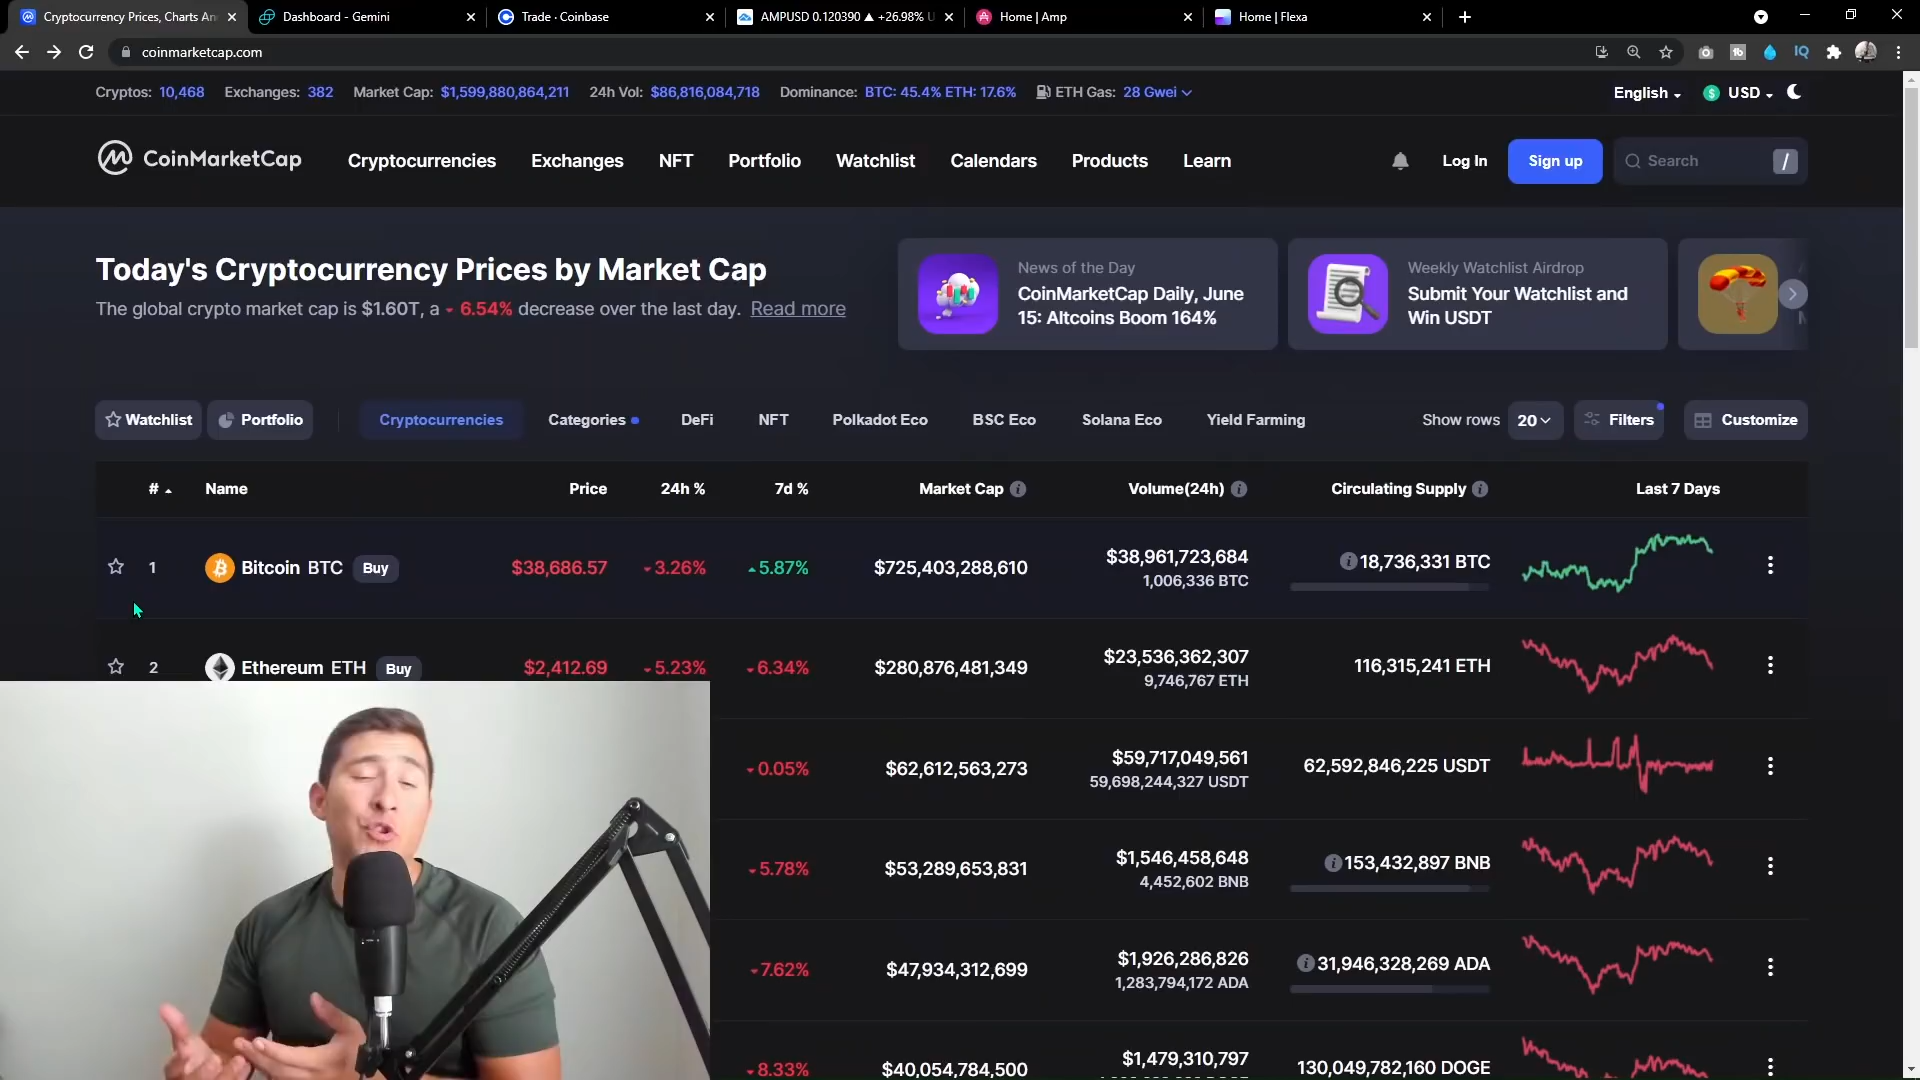 Cryptocurrency Prices, Charts An
Dashboard - Gemini
Trade · Coinbase
AMPUSD 0.120390 ▲ +26.98% U
Home | Amp
Home | Flexa
coinmarketcap.com
Cryptos: 10,468 Exchanges: 382 Market Cap: $1,599,880,864,211 24h Vol: $86,816,084,718 Dominance: BTC: 45.4% ETH: 17.6% ETH Gas: 28 Gwei
English USD
CoinMarketCap Cryptocurrencies Exchanges NFT Portfolio Watchlist Calendars Products Learn Log In Sign up Search /
Today's Cryptocurrency Prices by Market Cap
The global crypto market cap is $1.60T, a 6.54% decrease over the last day. Read more
News of the Day
CoinMarketCap Daily, June
15: Altcoins Boom 164%
Weekly Watchlist Airdrop
Submit Your Watchlist and
Win USDT
Watchlist Portfolio Cryptocurrencies Categories DeFi NFT Polkadot Eco BSC Eco Solana Eco Yield Farming Show rows 20 Filters Customize
# Name Price 24h % 7d % Market Cap Volume(24h) Circulating Supply Last 7 Days
1 Bitcoin BTC Buy $38,686.57 3.26% 5.87% $725,403,288,610 $38,961,723,684 18,736,331 BTC
1,006,336 BTC
2 Ethereum ETH Buy $2,412.69 5.23% 6.34% $280,876,481,349 $23,536,362,307 116,315,241 ETH
9,746,767 ETH
0.05% $62,612,563,273 $59,717,049,561 62,592,846,225 USDT
59,698,244,327 USDT
5.78% $53,289,653,831 $1,546,458,648 153,432,897 BNB
4,452,602 BNB
7.62% $47,934,312,699 $1,926,286,826 31,946,328,269 ADA
1,283,794,172 ADA
8.33% $40,054,784,500 $1,479,310,797 130,049,782,160 DOGE